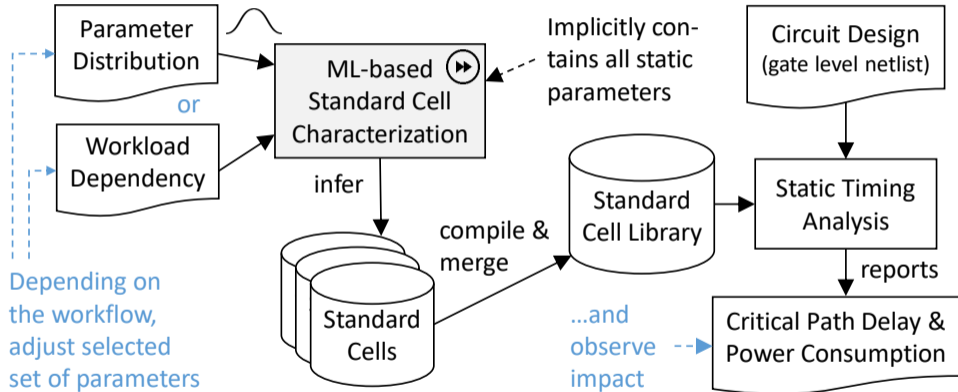 Parameter
Distribution
or
Workload
Dependency
Depending on
the workflow,
adjust selected
set of parameters
ML-based
Standard Cell
Characterization
Implicitly con-
tains all static
parameters
infer
Standard
Cells
compile &
merge
Standard
Cell Library
Circuit Design
(gate level netlist)
Static Timing
Analysis
reports
...and
observe
impact
Critical Path Delay &
Power Consumption